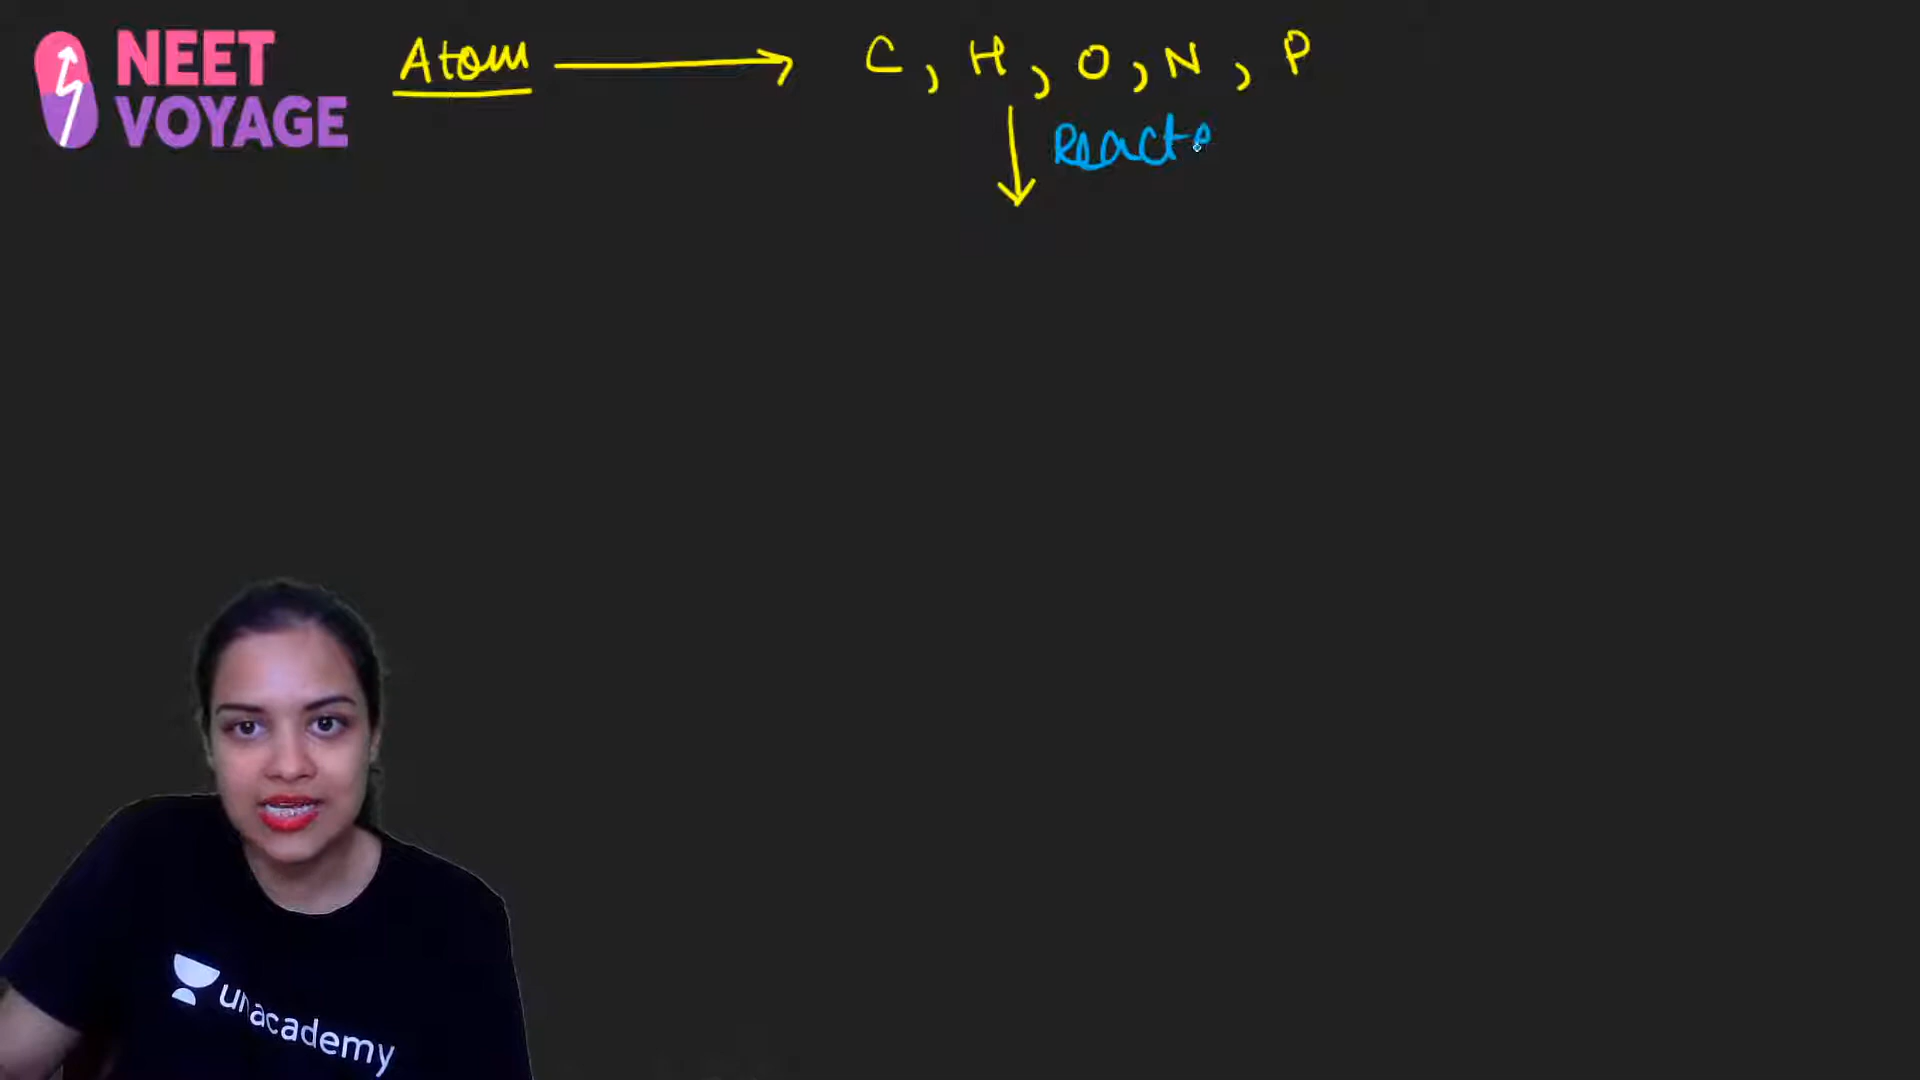 NEET
VOYAGE
Atom → C, H, O, N, P
Reacte
unacademy